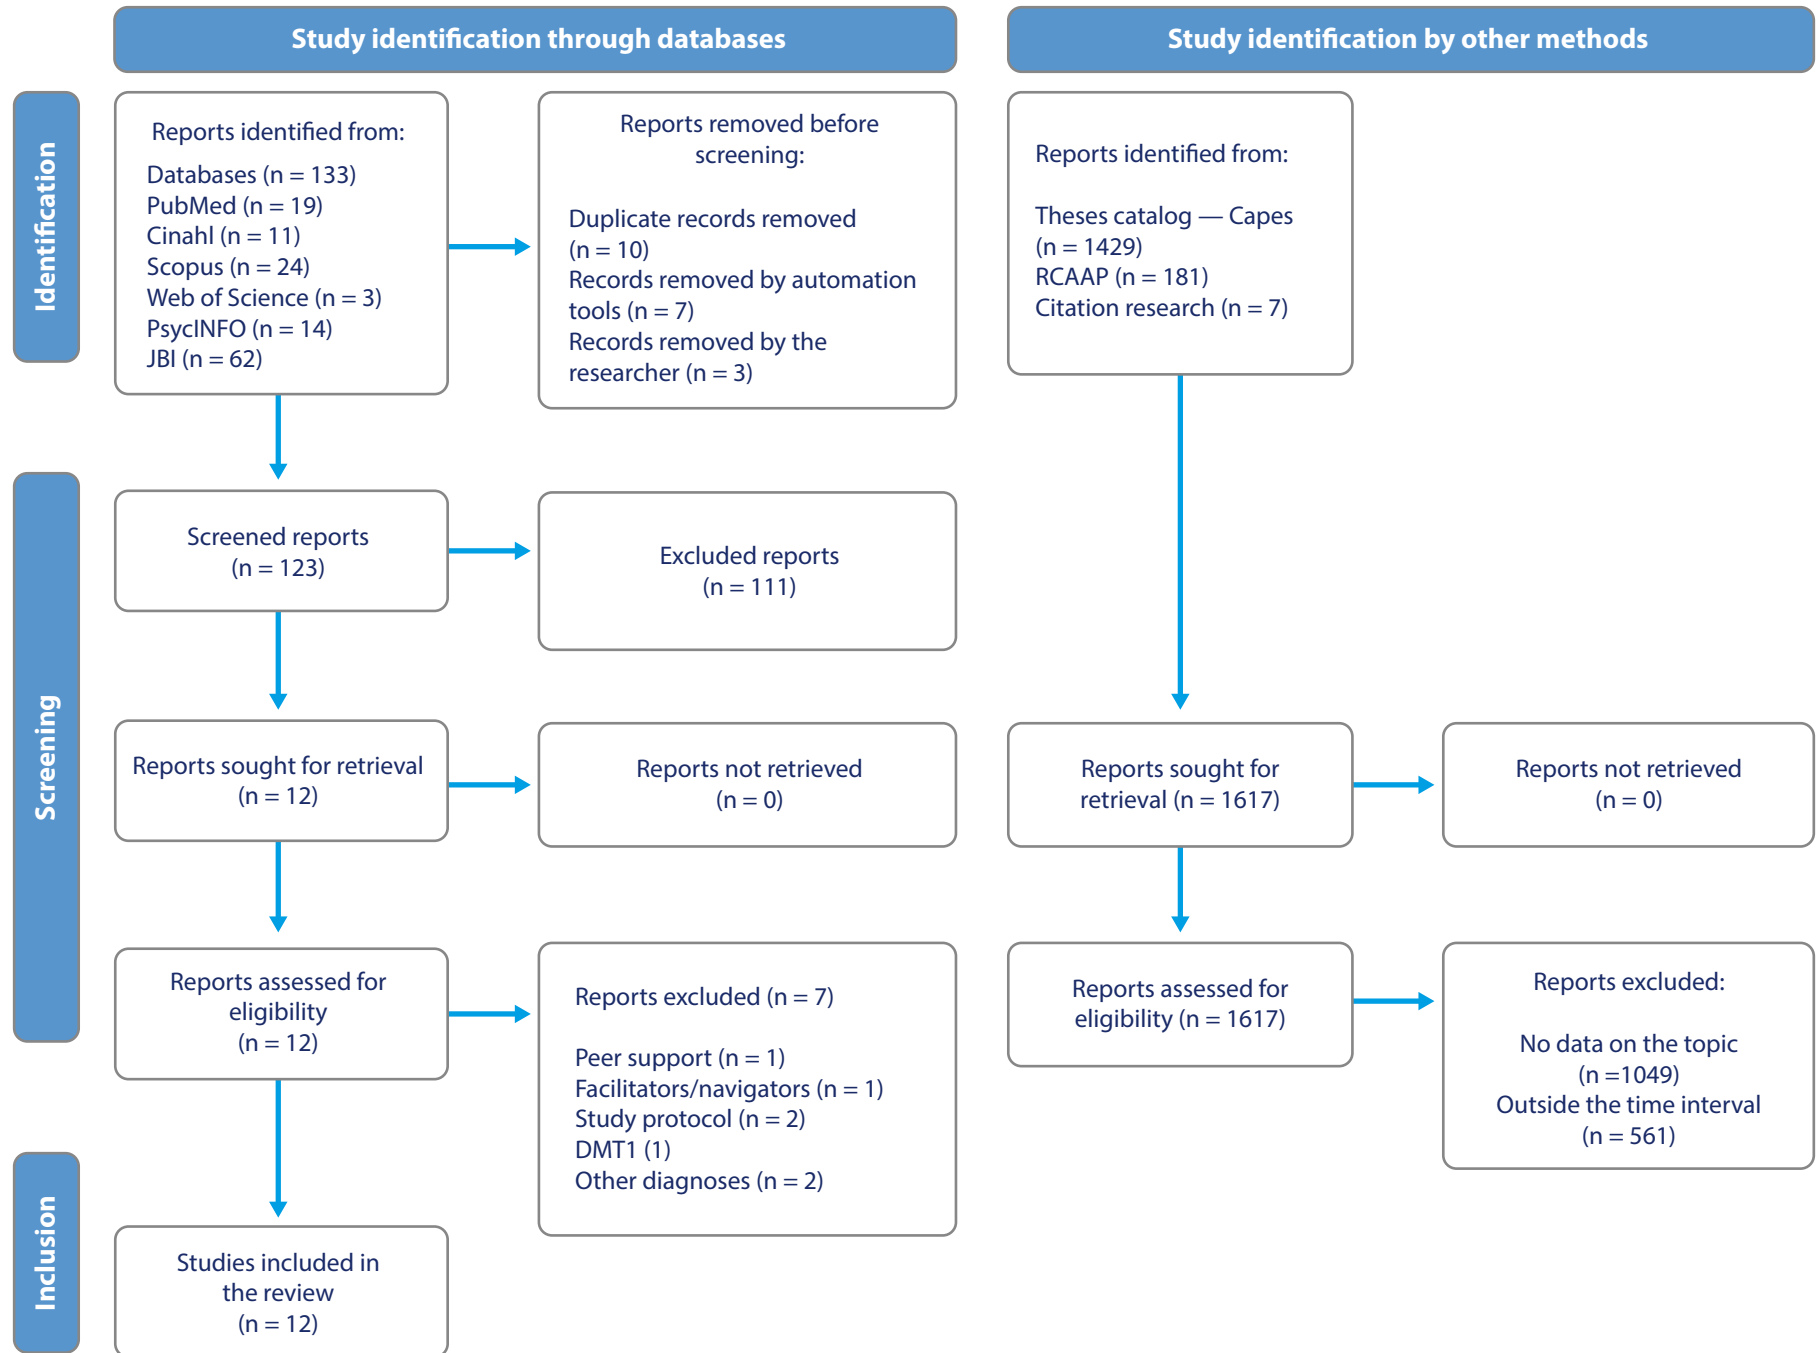 Study identification through databases
Study identification by other methods
Identification
Reports identified from:
Databases (n = 133)
PubMed (n = 19)
Cinahl (n = 11)
Scopus (n = 24)
Web of Science (n = 3)
PsycINFO (n = 14)
JBI (n = 62)
Reports removed before
screening:
Duplicate records removed
(n = 10)
Records removed by automation
tools (n = 7)
Records removed by the
researcher (n = 3)
Reports identified from:
Theses catalog — Capes
(n = 1429)
RCAAP (n = 181)
Citation research (n = 7)
Screening
Screened reports
(n = 123)
Excluded reports
(n = 111)
Reports sought for retrieval
(n = 12)
Reports not retrieved
(n = 0)
Reports sought for
retrieval (n = 1617)
Reports not retrieved
(n = 0)
Reports assessed for
eligibility
(n = 12)
Reports excluded (n = 7)
Peer support (n = 1)
Facilitators/navigators (n = 1)
Study protocol (n = 2)
DMT1 (1)
Other diagnoses (n = 2)
Reports assessed for
eligibility (n = 1617)
Reports excluded:
No data on the topic
(n =1049)
Outside the time interval
(n = 561)
Inclusion
Studies included in
the review
(n = 12)